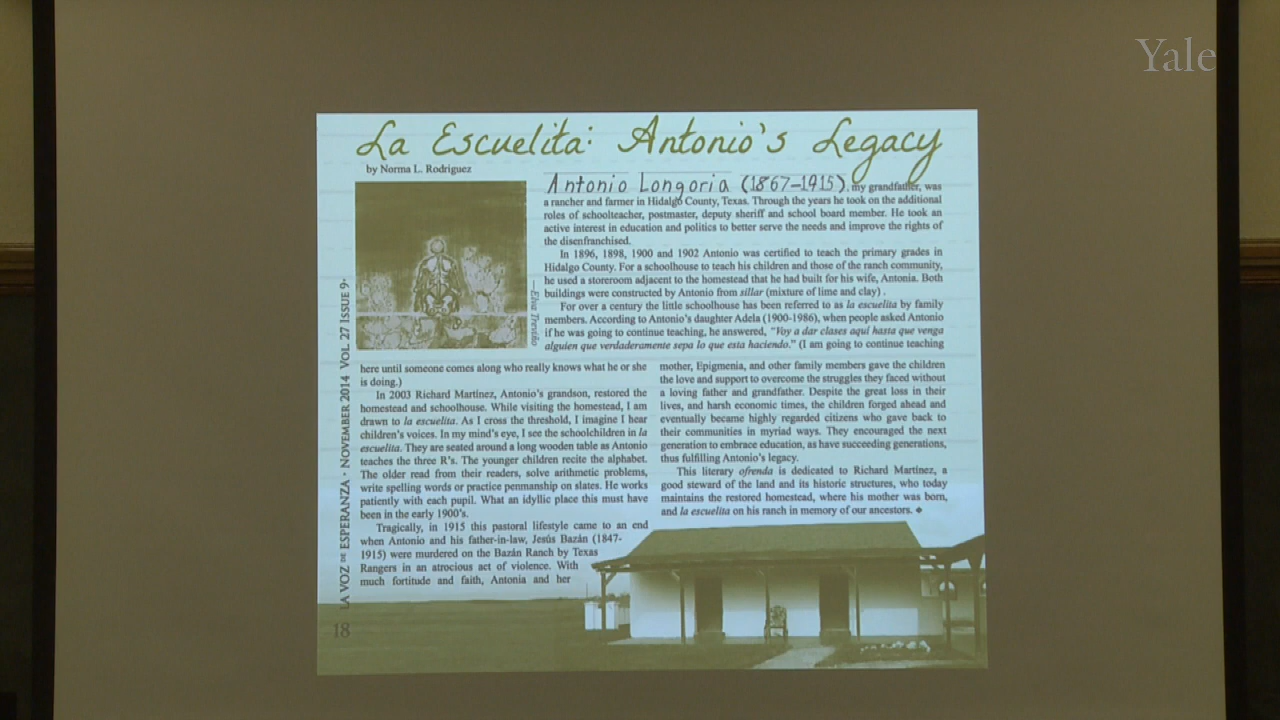 Yale
La Escuelita: Antonio's Legacy
by Norma L. Rodriguez
Antonio Longoria (1867–1915), my grandfather, was
a rancher and farmer in Hidalgo County, Texas. Through the years he took on the additional
roles of schoolteacher, postmaster, deputy sheriff and school board member. He took an
active interest in education and politics to better serve the needs and improve the rights of
the disenfranchised.
In 1896, 1898, 1900 and 1902 Antonio was certified to teach the primary grades in
Hidalgo County. For a schoolhouse to teach his children and those of the ranch community,
he used a storeroom adjacent to the homestead that he had built for his wife, Antonia. Both
buildings were constructed by Antonio from sillar (mixture of lime and clay) .
For over a century the little schoolhouse has been referred to as la escuelita by family
members. According to Antonio's daughter Adela (1900-1986), when people asked Antonio
if he was going to continue teaching, he answered, "Voy a dar clases aquí hasta que venga
alguien que verdaderamente sepa lo que esta haciendo." (I am going to continue teaching
—Elva Treviño
here until someone comes along who really knows what he or she
is doing.)
In 2003 Richard Martínez, Antonio's grandson, restored the
homestead and schoolhouse. While visiting the homestead, I am
drawn to la escuelita. As I cross the threshold, I imagine I hear
children's voices. In my mind's eye, I see the schoolchildren in la
escuelita. They are seated around a long wooden table as Antonio
teaches the three R's. The younger children recite the alphabet.
The older read from their readers, solve arithmetic problems,
write spelling words or practice penmanship on slates. He works
patiently with each pupil. What an idyllic place this must have
been in the early 1900's.
Tragically, in 1915 this pastoral lifestyle came to an end
when Antonio and his father-in-law, Jesús Bazán (1847-
1915) were murdered on the Bazán Ranch by Texas
Rangers in an atrocious act of violence. With
much fortitude and faith, Antonia and her
mother, Epigmenia, and other family members gave the children
the love and support to overcome the struggles they faced without
a loving father and grandfather. Despite the great loss in their
lives, and harsh economic times, the children forged ahead and
eventually became highly regarded citizens who gave back to
their communities in myriad ways. They encouraged the next
generation to embrace education, as have succeeding generations,
thus fulfilling Antonio's legacy.
This literary ofrenda is dedicated to Richard Martínez, a
good steward of the land and its historic structures, who today
maintains the restored homestead, where his mother was born,
and la escuelita on his ranch in memory of our ancestors. ◆
LA VOZ DE ESPERANZA • NOVEMBER 2014 VOL. 27 ISSUE 9•
18